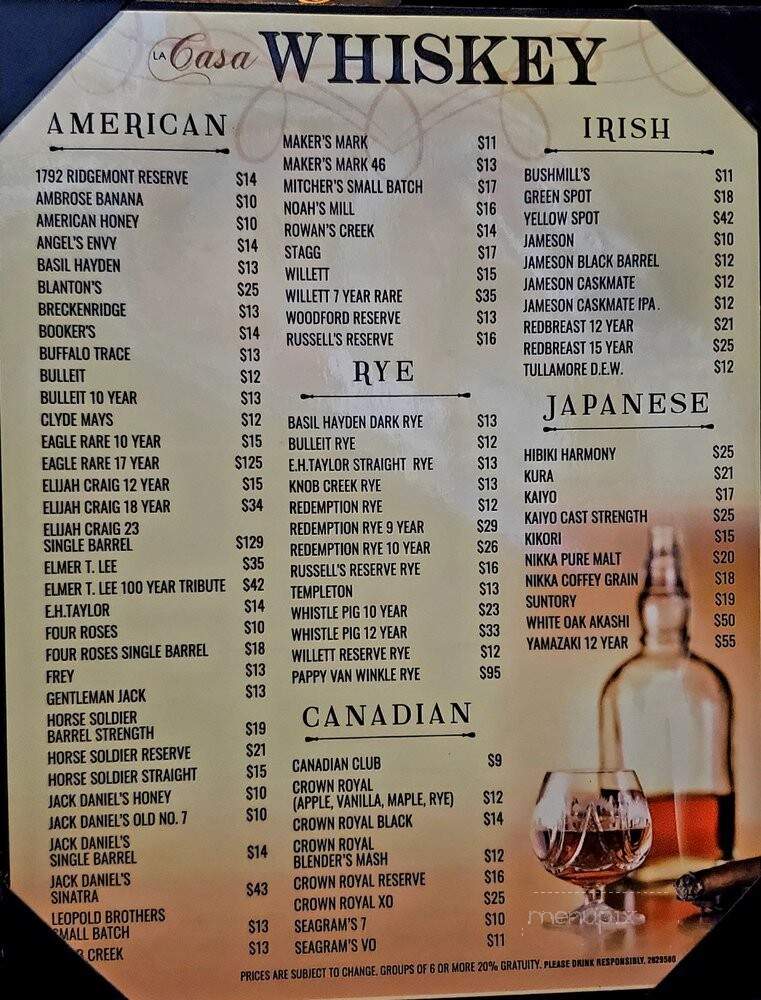 LA Casa WHISKEY
AMERICAN
1792 RIDGEMONT RESERVE $14
AMBROSE BANANA $10
AMERICAN HONEY $10
ANGEL'S ENVY $14
BASIL HAYDEN $13
BLANTON'S $25
BRECKENRIDGE $13
BOOKER'S $14
BUFFALO TRACE $13
BULLEIT $12
BULLEIT 10 YEAR $13
CLYDE MAYS $12
EAGLE RARE 10 YEAR $15
EAGLE RARE 17 YEAR $125
ELIJAH CRAIG 12 YEAR $15
ELIJAH CRAIG 18 YEAR $34
ELIJAH CRAIG 23
SINGLE BARREL $129
ELMER T. LEE $35
ELMER T. LEE 100 YEAR TRIBUTE $42
E.H.TAYLOR $14
FOUR ROSES $10
FOUR ROSES SINGLE BARREL $18
FREY $13
GENTLEMAN JACK $13
HORSE SOLDIER
BARREL STRENGTH $19
HORSE SOLDIER RESERVE $21
HORSE SOLDIER STRAIGHT $15
JACK DANIEL'S HONEY $10
JACK DANIEL'S OLD NO. 7 $10
JACK DANIEL'S
SINGLE BARREL $14
JACK DANIEL'S
SINATRA $43
LEOPOLD BROTHERS
SMALL BATCH $13
CREEK $13
MAKER'S MARK $11
MAKER'S MARK 46 $13
MITCHER'S SMALL BATCH $17
NOAH'S MILL $16
ROWAN'S CREEK $14
STAGG $17
WILLETT $15
WILLETT 7 YEAR RARE $35
WOODFORD RESERVE $13
RUSSELL'S RESERVE $16
RYE
BASIL HAYDEN DARK RYE $13
BULLEIT RYE $12
E.H.TAYLOR STRAIGHT RYE $13
KNOB CREEK RYE $13
REDEMPTION RYE $12
REDEMPTION RYE 9 YEAR $29
REDEMPTION RYE 10 YEAR $26
RUSSELL'S RESERVE RYE $16
TEMPLETON $13
WHISTLE PIG 10 YEAR $23
WHISTLE PIG 12 YEAR $33
WILLETT RESERVE RYE $12
PAPPY VAN WINKLE RYE $95
CANADIAN
CANADIAN CLUB $9
CROWN ROYAL
(APPLE, VANILLA, MAPLE, RYE) $12
CROWN ROYAL BLACK $14
CROWN ROYAL
BLENDER'S MASH $12
CROWN ROYAL RESERVE $16
CROWN ROYAL XO $25
SEAGRAM'S 7 $10
SEAGRAM'S VO $11
IRISH
BUSHMILL'S $11
GREEN SPOT $18
YELLOW SPOT $42
JAMESON $10
JAMESON BLACK BARREL $12
JAMESON CASKMATE $12
JAMESON CASKMATE IPA. $12
REDBREAST 12 YEAR $21
REDBREAST 15 YEAR $25
TULLAMORE D.E.W. $12
JAPANESE
HIBIKI HARMONY $25
KURA $21
KAIYO $17
KAIYO CAST STRENGTH $25
KIKORI $15
NIKKA PURE MALT $20
NIKKA COFFEY GRAIN $18
SUNTORY $19
WHITE OAK AKASHI $50
YAMAZAKI 12 YEAR $55
menupix
PRICES ARE SUBJECT TO CHANGE. GROUPS OF 6 OR MORE 20% GRATUITY. PLEASE DRINK RESPONSIBLY. 2629580